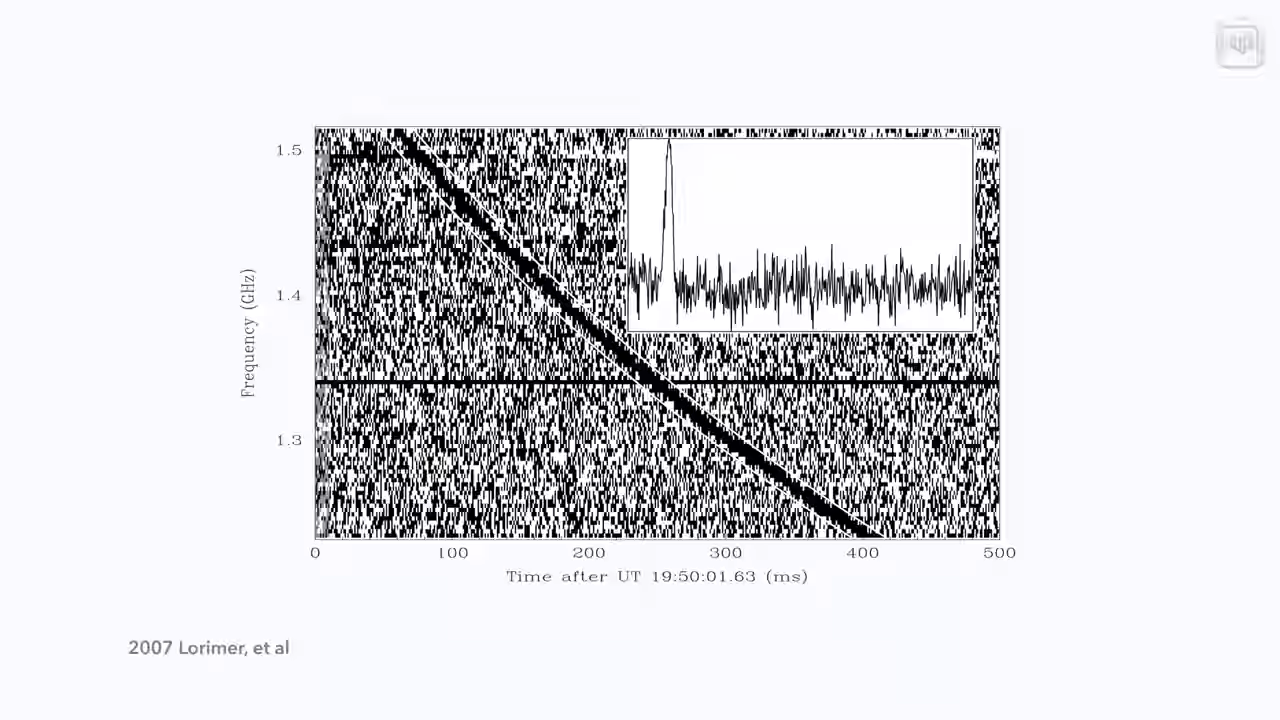 1.5
1.4
1.3
Frequency (GHz)
0 100 200 300 400 500
Time after UT 19:50:01.63 (ms)
2007 Lorimer, et al